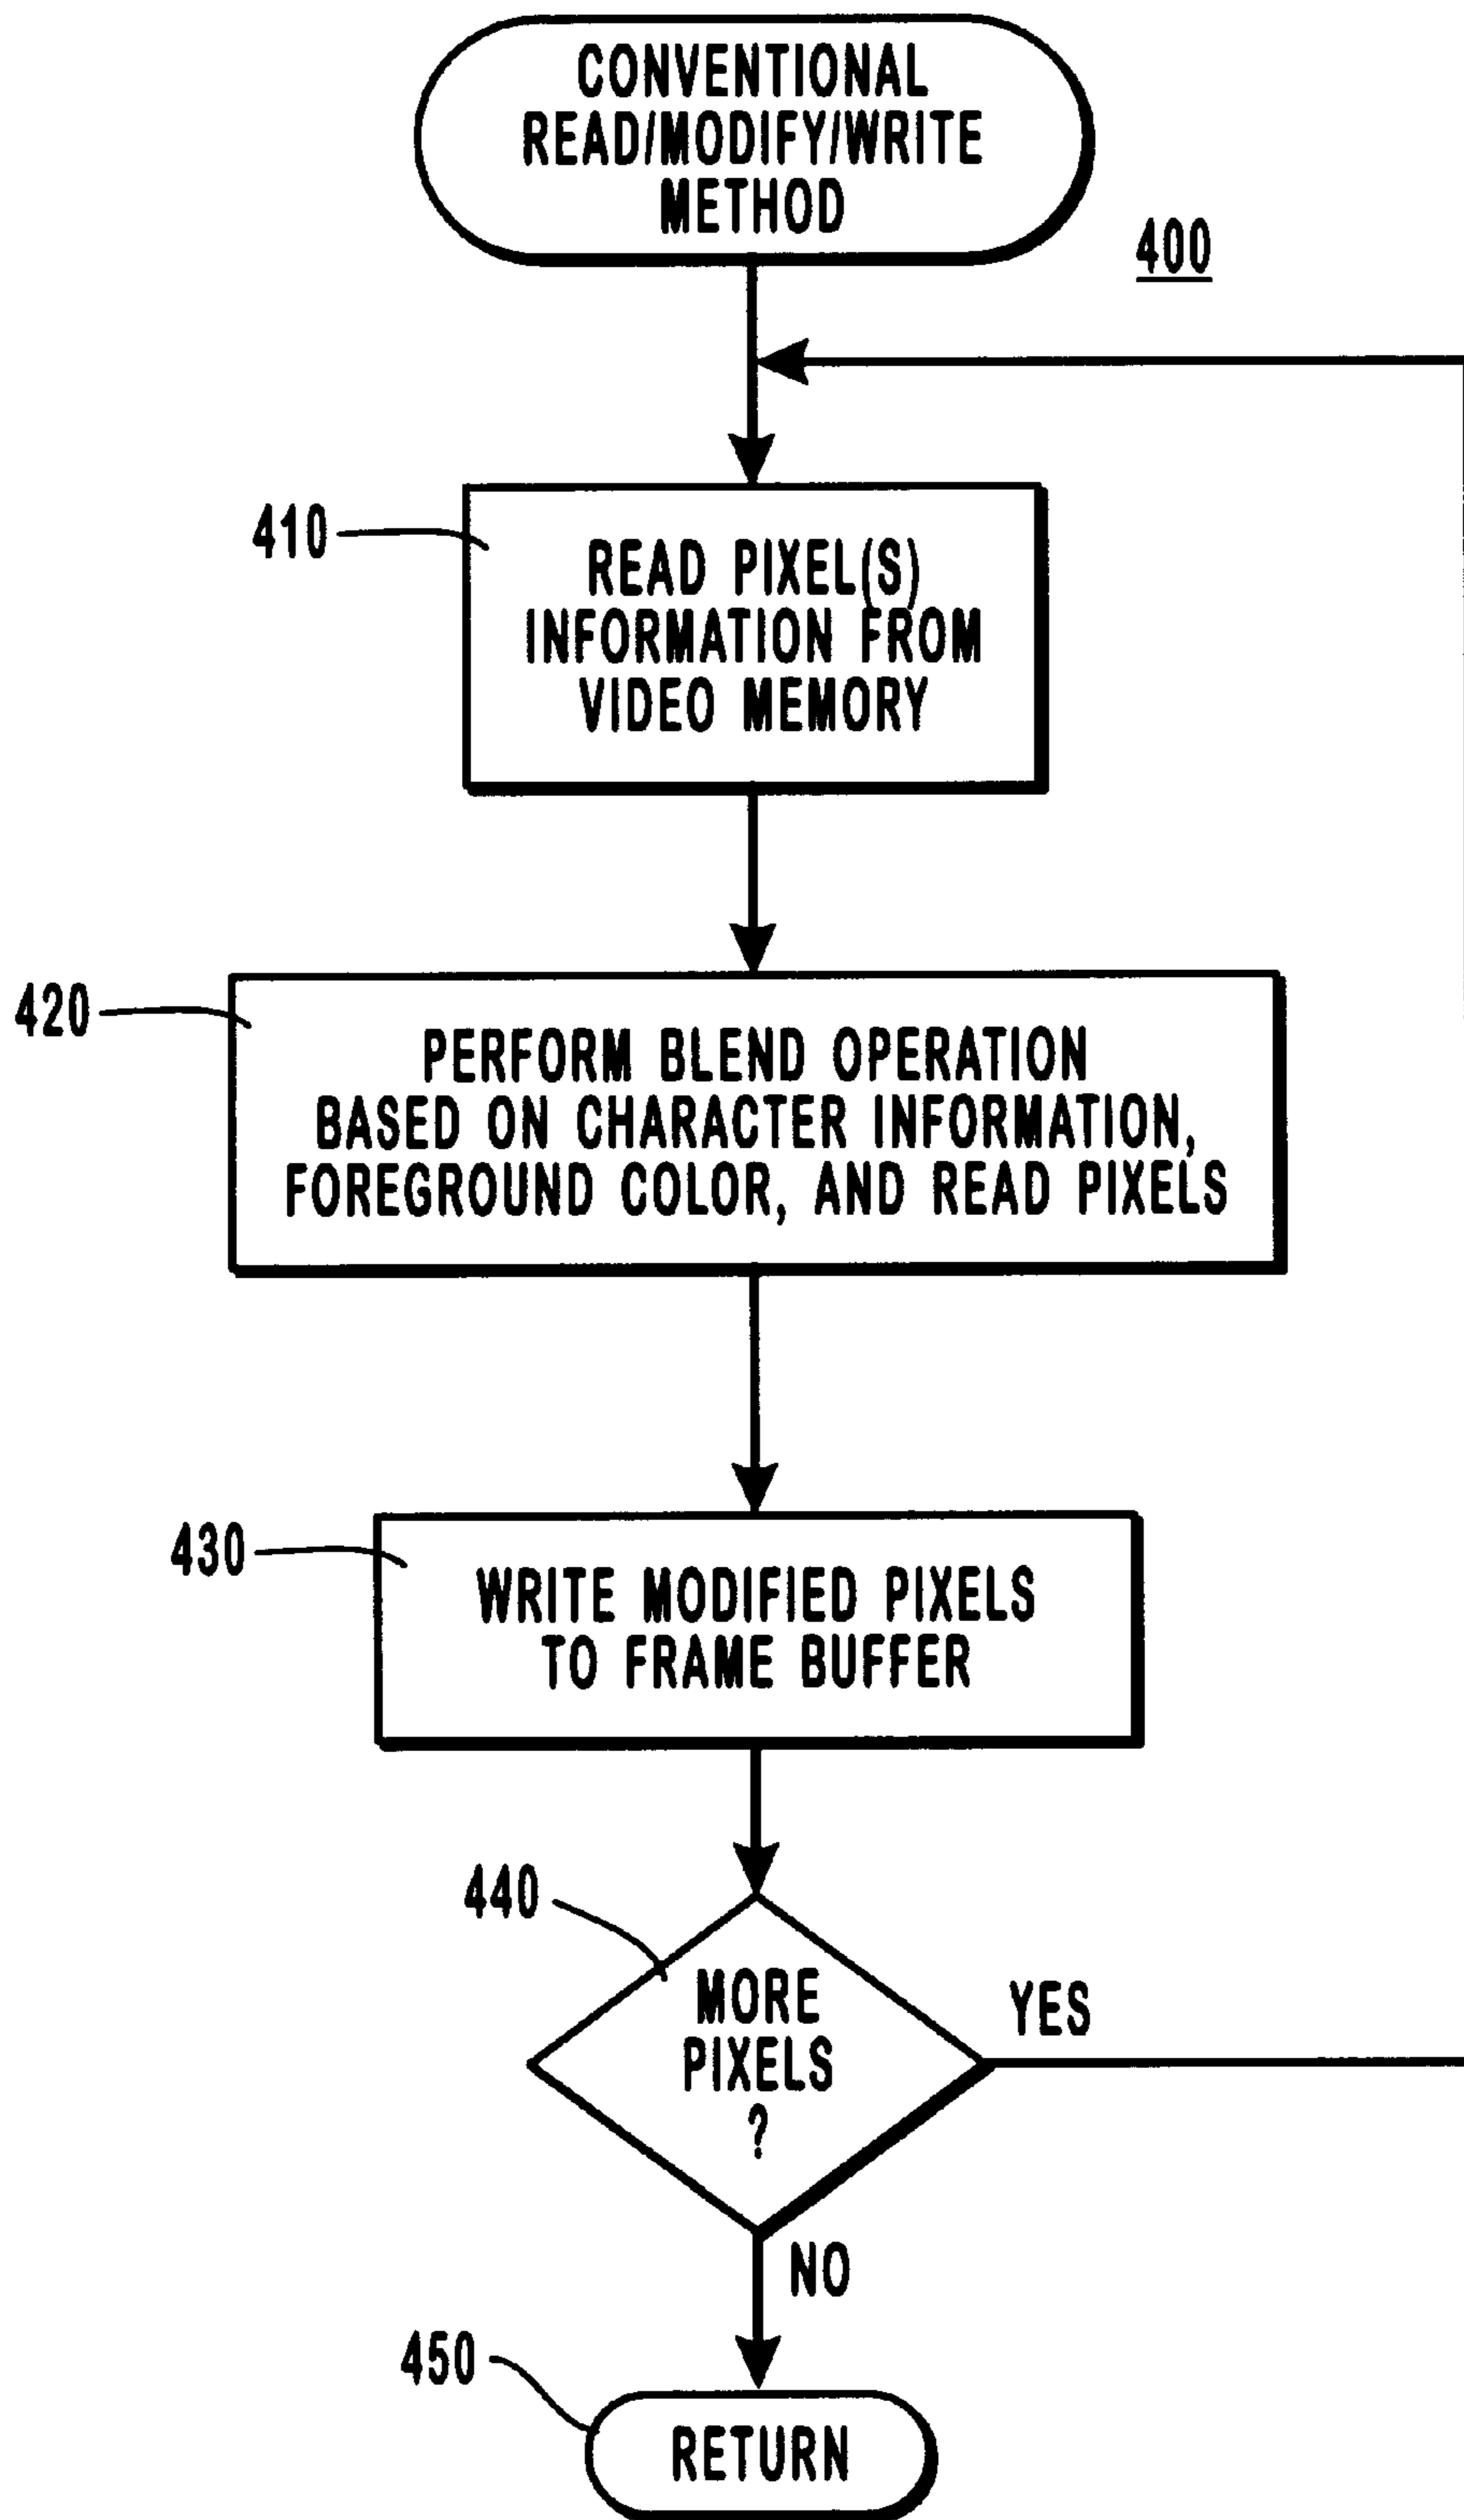 CONVENTIONAL
READ/MODIFY/WRITE
METHOD
400
410
READ PIXEL(S)
INFORMATION FROM
VIDEO MEMORY
420
PERFORM BLEND OPERATION
BASED ON CHARACTER INFORMATION,
FOREGROUND COLOR, AND READ PIXELS
430
WRITE MODIFIED PIXELS
TO FRAME BUFFER
440
MORE
PIXELS
?
YES
NO
450
RETURN